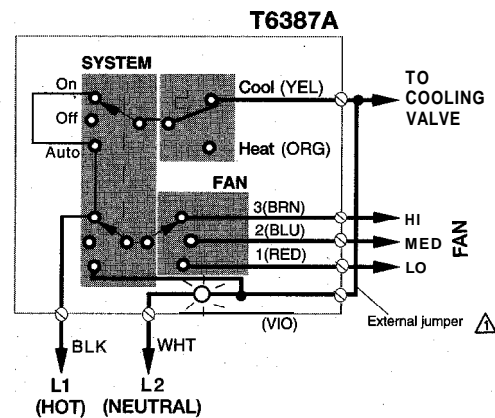 T6387A
SYSTEM
On
Off
Auto
Cool (YEL)
Heat (ORG)
TO
COOLING
VALVE
FAN
3(BRN)
2(BLU)
1(RED)
HI
MED
LO
FAN
(VIO)
External jumper 1
BLK
WHT
L1
(HOT)
L2
(NEUTRAL)